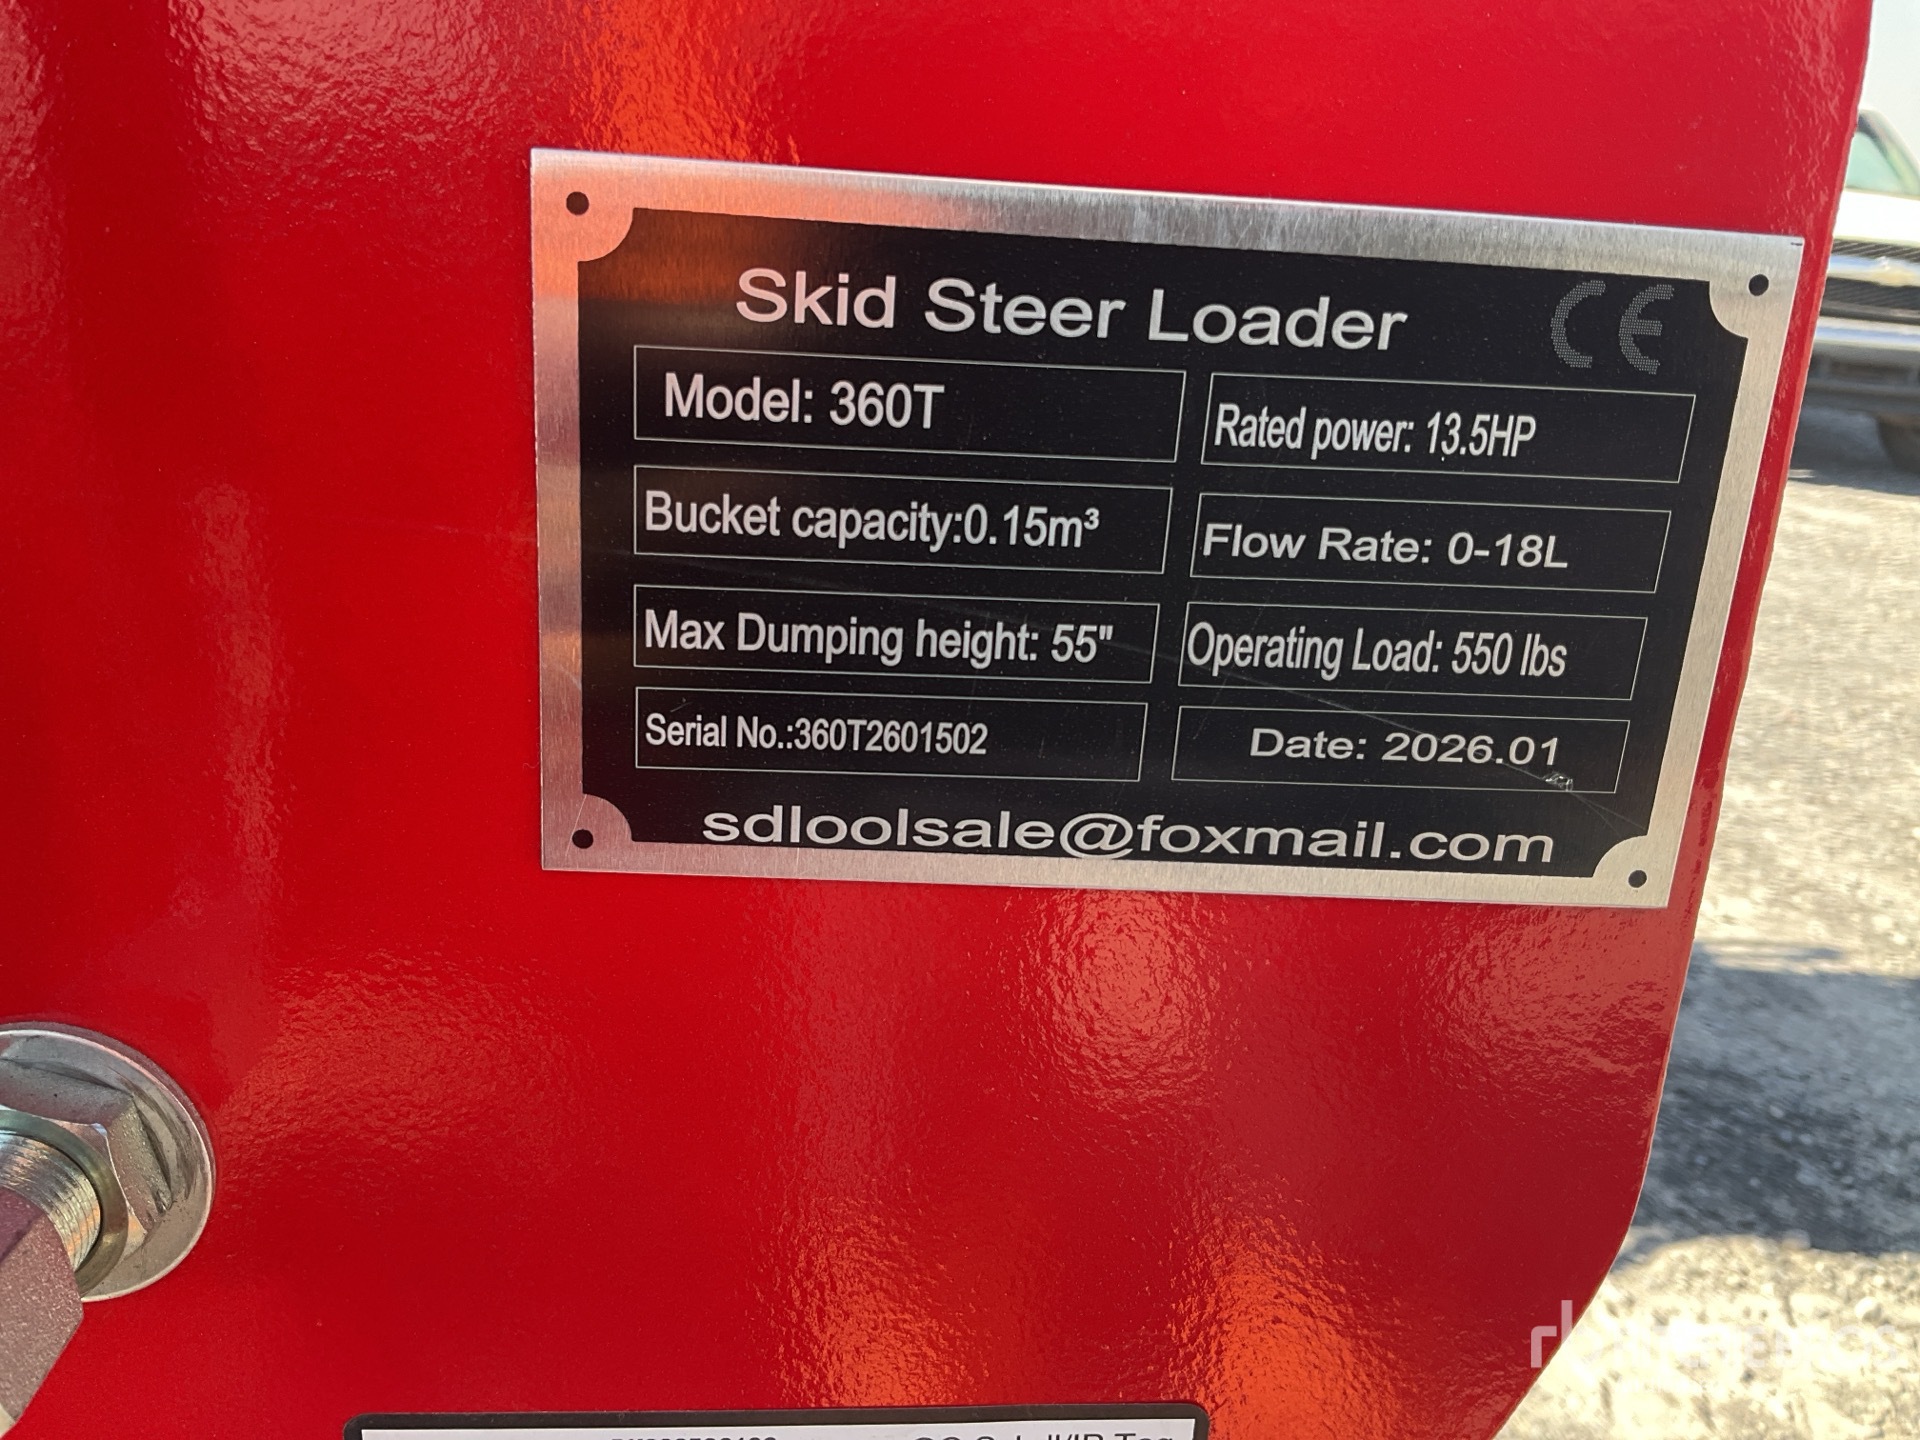 Skid Steer Loader CE
Model: 360T
Rated power: 13.5HP
Bucket capacity:0.15m³
Flow Rate: 0-18L
Max Dumping height: 55"
Operating Load: 550 lbs
Serial No.:360T2601502
Date: 2026.01
sdloolsale@foxmail.com
rb